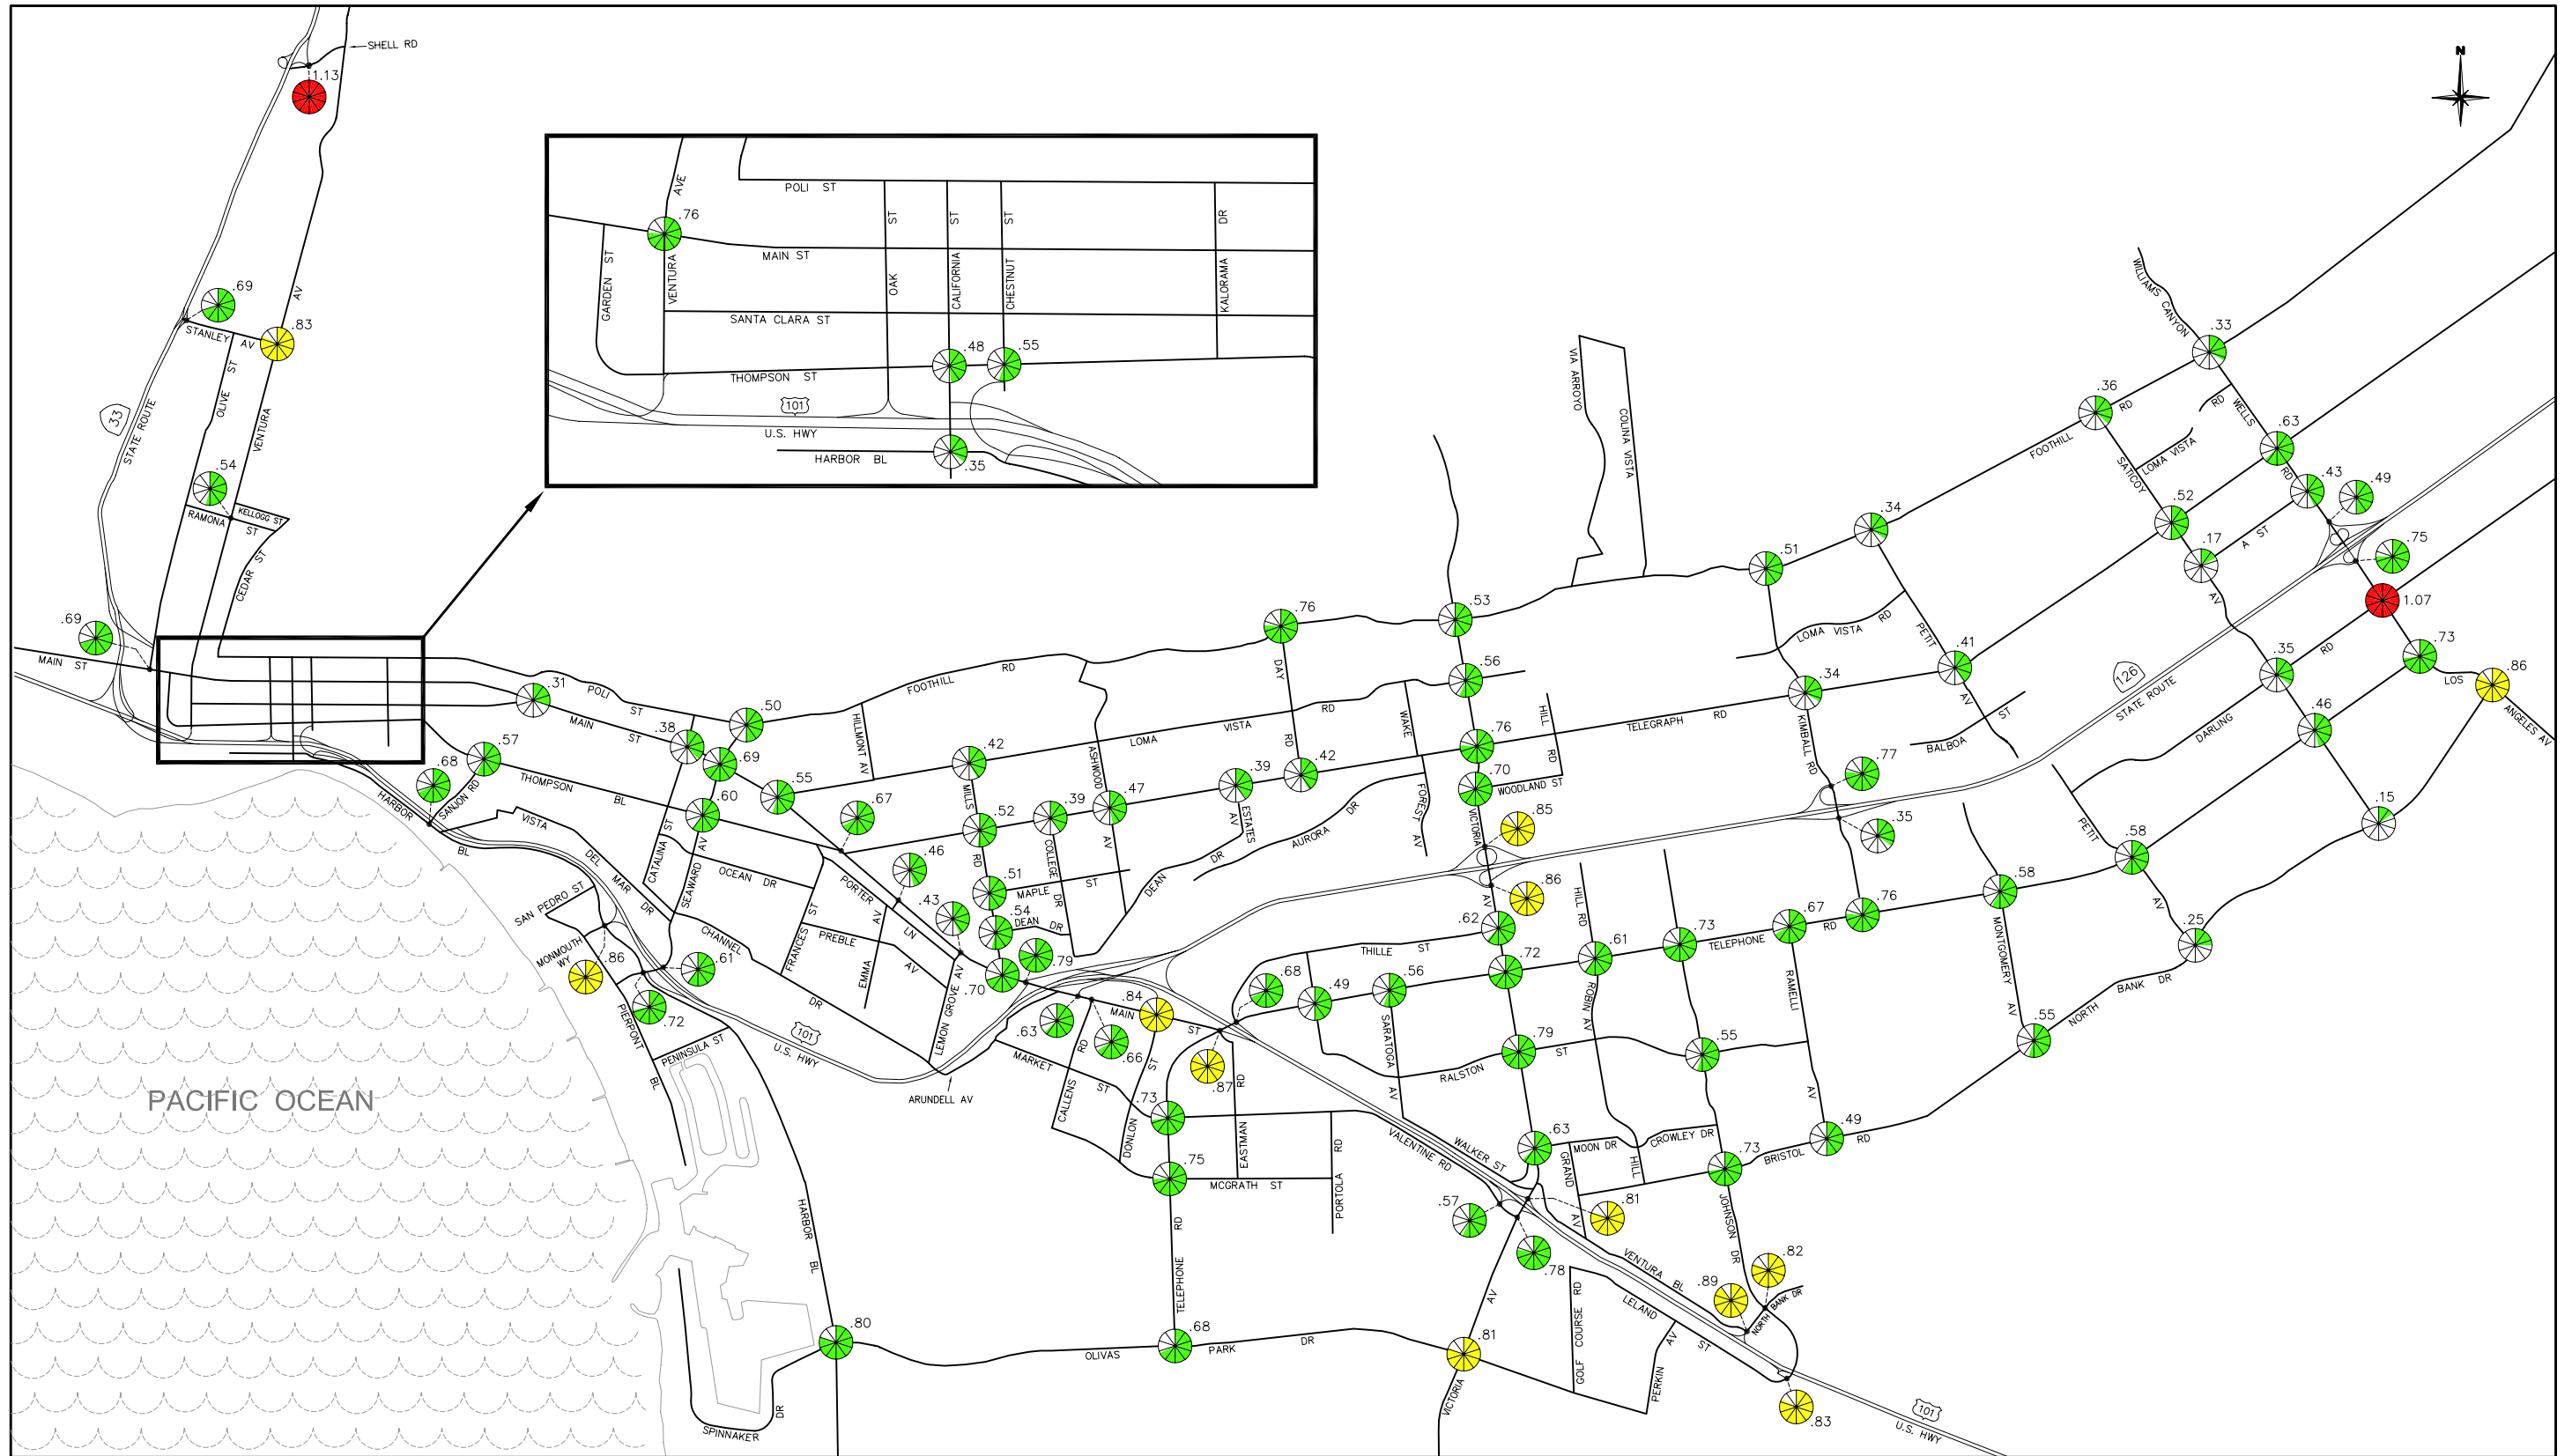 SHELL RD
N
1.13
POLI ST
AVE
.76
MAIN ST
GARDEN ST
VENTURA
OAK ST
CALIFORNIA ST
CHESTNUT ST
KALORAMA DR
SANTA CLARA ST
.48
.55
THOMPSON ST
101
U.S. HWY
HARBOR BL
.35
.69
STANLEY AV
.83
AV
OLIVE ST
VENTURA
33
STATE ROUTE
.54
RAMONA ST
KELLOGG ST
CEDAR ST
.69
MAIN ST
WILLIAMS CANYON
.33
.36
RD
FOOTHILL
WELLS RD
LOMA VISTA RD
SATICOY AV
.63
.43
.49
.52
.17
A ST
.75
1.07
.73
.86
LOS ANGELES AV
VIA ARROYO
COLINA VISTA
.34
.51
.53
.76
LOMA VISTA RD
PETIT AV
.41
.34
126
STATE ROUTE
.35
RD
DARLING
.46
.15
BALBOA ST
.31
POLI ST
MAIN ST
.38
.50
.69
FOOTHILL RD
HILLMONT AV
DAY RD
.56
WAKE FOREST AV
HILL RD
TELEGRAPH RD
KIMBALL RD
.77
.35
.57
.68
SANJON RD
THOMPSON BL
.60
.55
.67
.42
LOMA VISTA RD
ASHWOOD AV
MILLS RD
.52
.39
COLLEGE DR
.47
.39
ESTATES AV
.42
AURORA DR
DEAN DR
.76
.70
WOODLAND ST
VICTORIA AV
.85
.86
HARBOR BL
VISTA DEL MAR DR
CATALINA ST
SEAWARD AV
OCEAN DR
FRANCES ST
PORTER LN
.46
.43
EMMA AV
PREBLE AV
.51
MAPLE ST
.54
DEAN DR
.79
.70
LEMON GROVE AV
CHANNEL DR
SAN PEDRO ST
MONMOUTH WY
.86
.61
.72
PIERPONT BL
PENINSULA ST
101
U.S. HWY
ARUNDELL AV
.63
.66
.84
MAIN ST
MARKET ST
CALLENS RD
DONLON ST
.87
.68
EASTMAN RD
.73
.75
MCGRATH ST
PORTOLA RD
TELEPHONE RD
THILLE ST
.62
.49
.56
.72
SARATOGA AV
HILL RD
ROBIN AV
.61
.73
TELEPHONE RD
.67
.76
.58
MONTGOMERY AV
PETIT AV
.58
.25
NORTH BANK DR
.55
RALSTON ST
.79
.55
RAMELLI AV
.63
MOON DR
CROWLEY DR
GRAND AV
HILL
.73
BRISTOL RD
.49
VALENTINE RD
WALKER ST
.57
.81
.78
JOHNSON DR
VENTURA BL
.82
.89
NORTH BANK DR
GOLF COURSE RD
LELAND ST
PERKIN AV
.83
101
U.S. HWY
.81
AV
VICTORIA
PACIFIC OCEAN
HARBOR BL
.80
OLIVAS PARK DR
.68
SPINNAKER DR